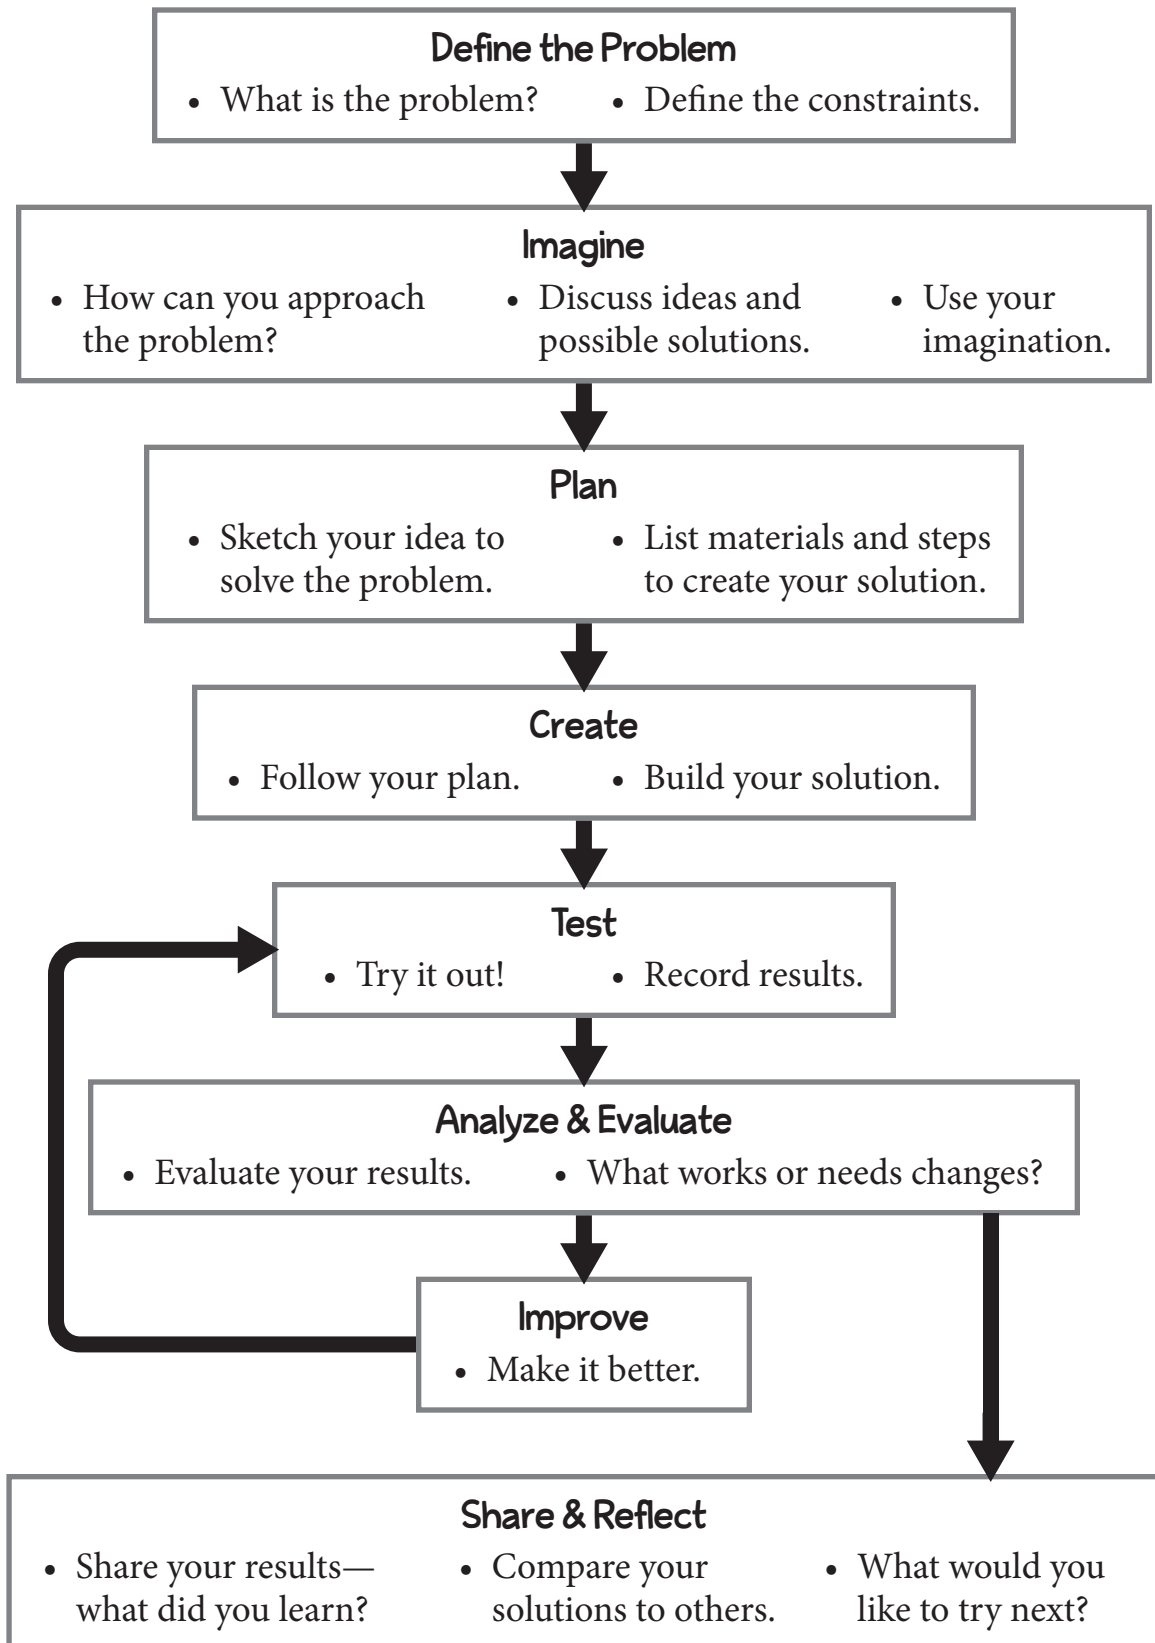 Define the Problem
• What is the problem? • Define the constraints.
Imagine
• How can you approach the problem?
• Discuss ideas and possible solutions.
• Use your imagination.
Plan
• Sketch your idea to solve the problem.
• List materials and steps to create your solution.
Create
• Follow your plan. • Build your solution.
Test
• Try it out! • Record results.
Analyze & Evaluate
• Evaluate your results. • What works or needs changes?
Improve
• Make it better.
Share & Reflect
• Share your results—what did you learn?
• Compare your solutions to others.
• What would you like to try next?